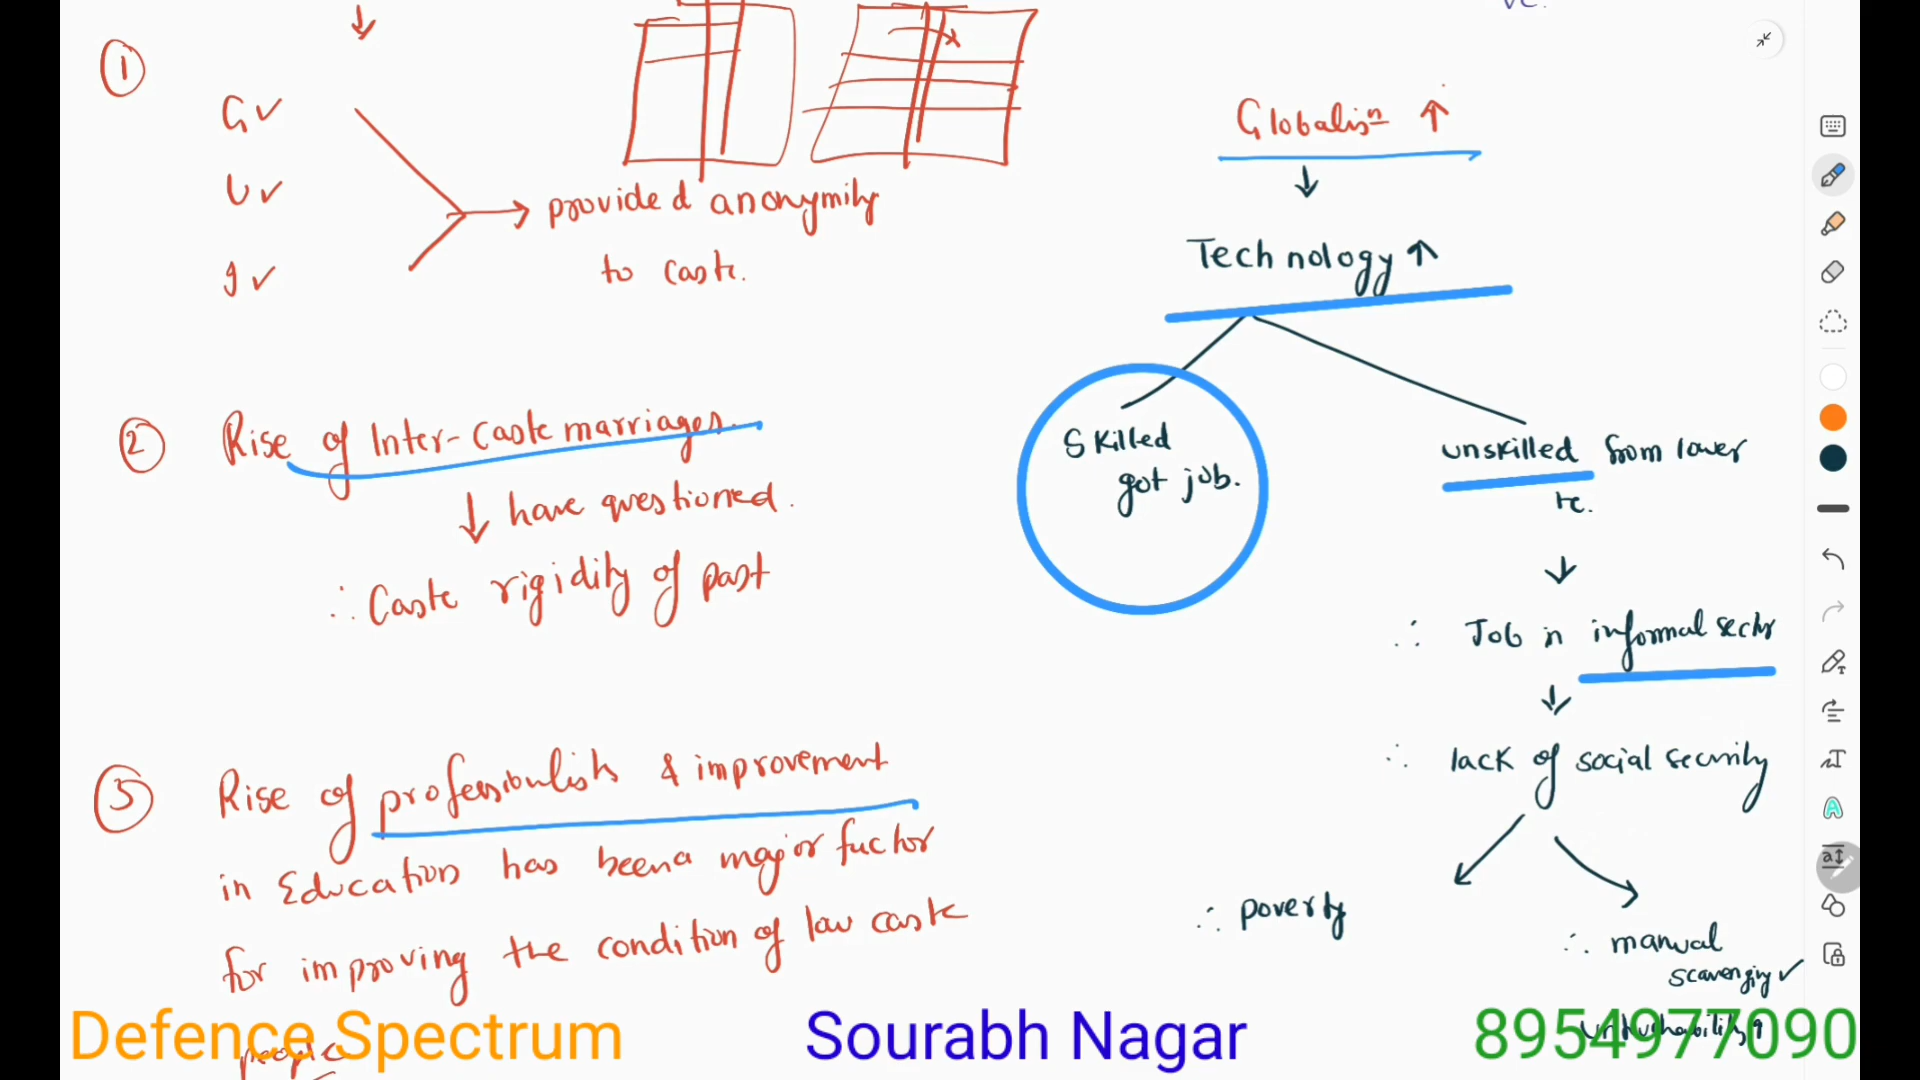 ①
G✓
U✓
I✓
provided anonymity
to caste.
② Rise of Inter-Caste marriages.
↓ have questioned.
∴ Caste rigidity of past
Rise of professionalists & improvement
in Education has been a major factor
for improving the condition of low caste
people
Globalisn ↑
↓
Technology ↑
Skilled
got job.
unskilled from lower
↓
∴ Job in informal sector
↓
∴ lack of social security
∴ poverty
∴ manual
scavenging ✓
untouchability
Defence Spectrum
Sourabh Nagar
8954977090